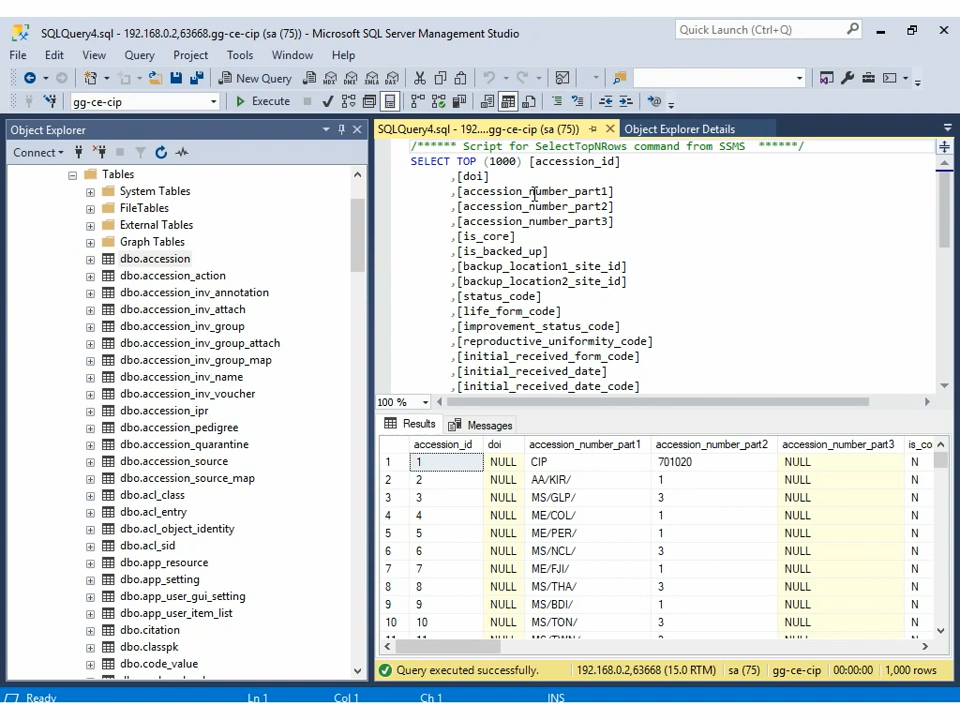 SQLQuery4.sql - 192.168.0.2,63668.gg-ce-cip (sa (75)) - Microsoft SQL Server Management Studio
Quick Launch (Ctrl+Q)
File Edit View Query Project Tools Window Help
New Query
MDX DMX XMLA DAX
gg-ce-cip
Execute
Object Explorer
SQLQuery4.sql - 192....gg-ce-cip (sa (75))
Object Explorer Details
Connect
Tables
System Tables
FileTables
External Tables
Graph Tables
dbo.accession
dbo.accession_action
dbo.accession_inv_annotation
dbo.accession_inv_attach
dbo.accession_inv_group
dbo.accession_inv_group_attach
dbo.accession_inv_group_map
dbo.accession_inv_name
dbo.accession_inv_voucher
dbo.accession_ipr
dbo.accession_pedigree
dbo.accession_quarantine
dbo.accession_source
dbo.accession_source_map
dbo.acl_class
dbo.acl_entry
dbo.acl_object_identity
dbo.acl_sid
dbo.app_resource
dbo.app_setting
dbo.app_user_gui_setting
dbo.app_user_item_list
dbo.citation
dbo.classpk
dbo.code_value
/****** Script for SelectTopNRows command from SSMS ******/
SELECT TOP (1000) [accession_id]
,[doi]
,[accession_number_part1]
,[accession_number_part2]
,[accession_number_part3]
,[is_core]
,[is_backed_up]
,[backup_location1_site_id]
,[backup_location2_site_id]
,[status_code]
,[life_form_code]
,[improvement_status_code]
,[reproductive_uniformity_code]
,[initial_received_form_code]
,[initial_received_date]
,[initial_received_date_code]
100 %
Results Messages
accession_id doi accession_number_part1 accession_number_part2 accession_number_part3 is_co
1 1 NULL CIP 701020 NULL N
2 2 NULL AA/KIR/ 1 NULL N
3 3 NULL MS/GLP/ 3 NULL N
4 4 NULL ME/COL/ 1 NULL N
5 5 NULL ME/PER/ 1 NULL N
6 6 NULL MS/NCL/ 3 NULL N
7 7 NULL ME/FJI/ 1 NULL N
8 8 NULL MS/THA/ 3 NULL N
9 9 NULL MS/BDI/ 1 NULL N
10 10 NULL MS/TON/ 3 NULL N
Query executed successfully.
192.168.0.2,63668 (15.0 RTM) sa (75) gg-ce-cip 00:00:00 1,000 rows
Ready Ln 1 Col 1 Ch 1 INS